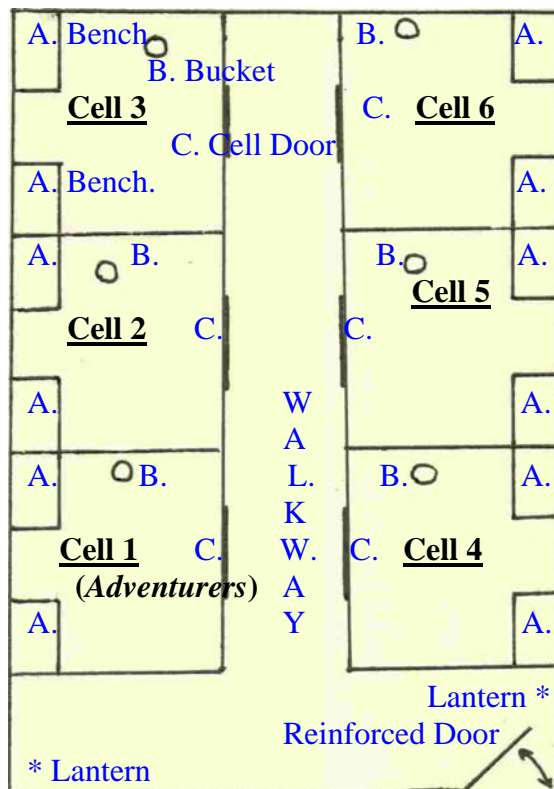 A. Bench
B.
A.
B. Bucket
Cell 3
C.
Cell 6
C. Cell Door
A. Bench.
A.
A.
B.
B.
A.
Cell 5
Cell 2
C.
C.
W
A.
A.
A
A.
B.
L.
B.
A.
K
Cell 1
C.
W.
C.
Cell 4
(Adventurers)
A
A.
Y
A.
Lantern *
Reinforced Door
* Lantern